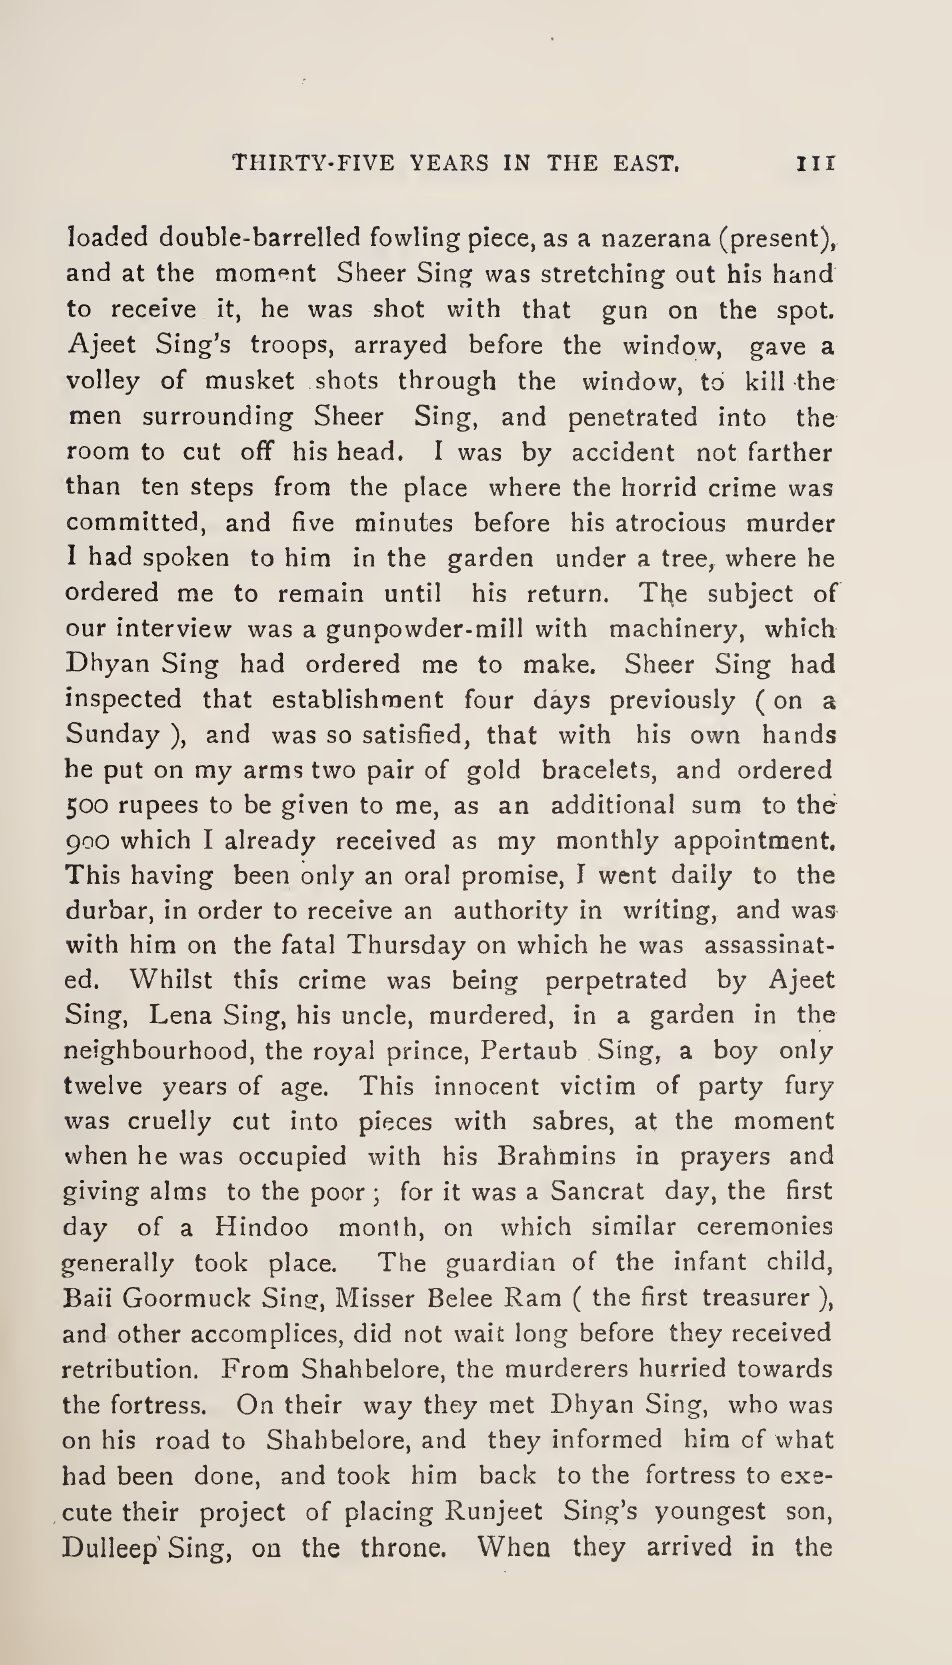 THIRTY-FIVE YEARS IN THE EAST. 111
loaded double-barrelled fowling piece, as a nazerana (present),
and at the moment Sheer Sing was stretching out his hand
to receive it, he was shot with that gun on the spot.
Ajeet Sing's troops, arrayed before the window, gave a
volley of musket shots through the window, to kill the
men surrounding Sheer Sing, and penetrated into the
room to cut off his head. I was by accident not farther
than ten steps from the place where the horrid crime was
committed, and five minutes before his atrocious murder
I had spoken to him in the garden under a tree, where he
ordered me to remain until his return. The subject of
our interview was a gunpowder-mill with machinery, which
Dhyan Sing had ordered me to make. Sheer Sing had
inspected that establishment four days previously ( on a
Sunday ), and was so satisfied, that with his own hands
he put on my arms two pair of gold bracelets, and ordered
500 rupees to be given to me, as an additional sum to the
900 which I already received as my monthly appointment.
This having been only an oral promise, I went daily to the
durbar, in order to receive an authority in writing, and was
with him on the fatal Thursday on which he was assassinat-
ed. Whilst this crime was being perpetrated by Ajeet
Sing, Lena Sing, his uncle, murdered, in a garden in the
neighbourhood, the royal prince, Pertaub Sing, a boy only
twelve years of age. This innocent victim of party fury
was cruelly cut into pieces with sabres, at the moment
when he was occupied with his Brahmins in prayers and
giving alms to the poor ; for it was a Sancrat day, the first
day of a Hindoo month, on which similar ceremonies
generally took place. The guardian of the infant child,
Baii Goormuck Sing, Misser Belee Ram ( the first treasurer ),
and other accomplices, did not wait long before they received
retribution. From Shahbelore, the murderers hurried towards
the fortress. On their way they met Dhyan Sing, who was
on his road to Shahbelore, and they informed him of what
had been done, and took him back to the fortress to exe-
cute their project of placing Runjeet Sing's youngest son,
Dulleep Sing, on the throne. When they arrived in the